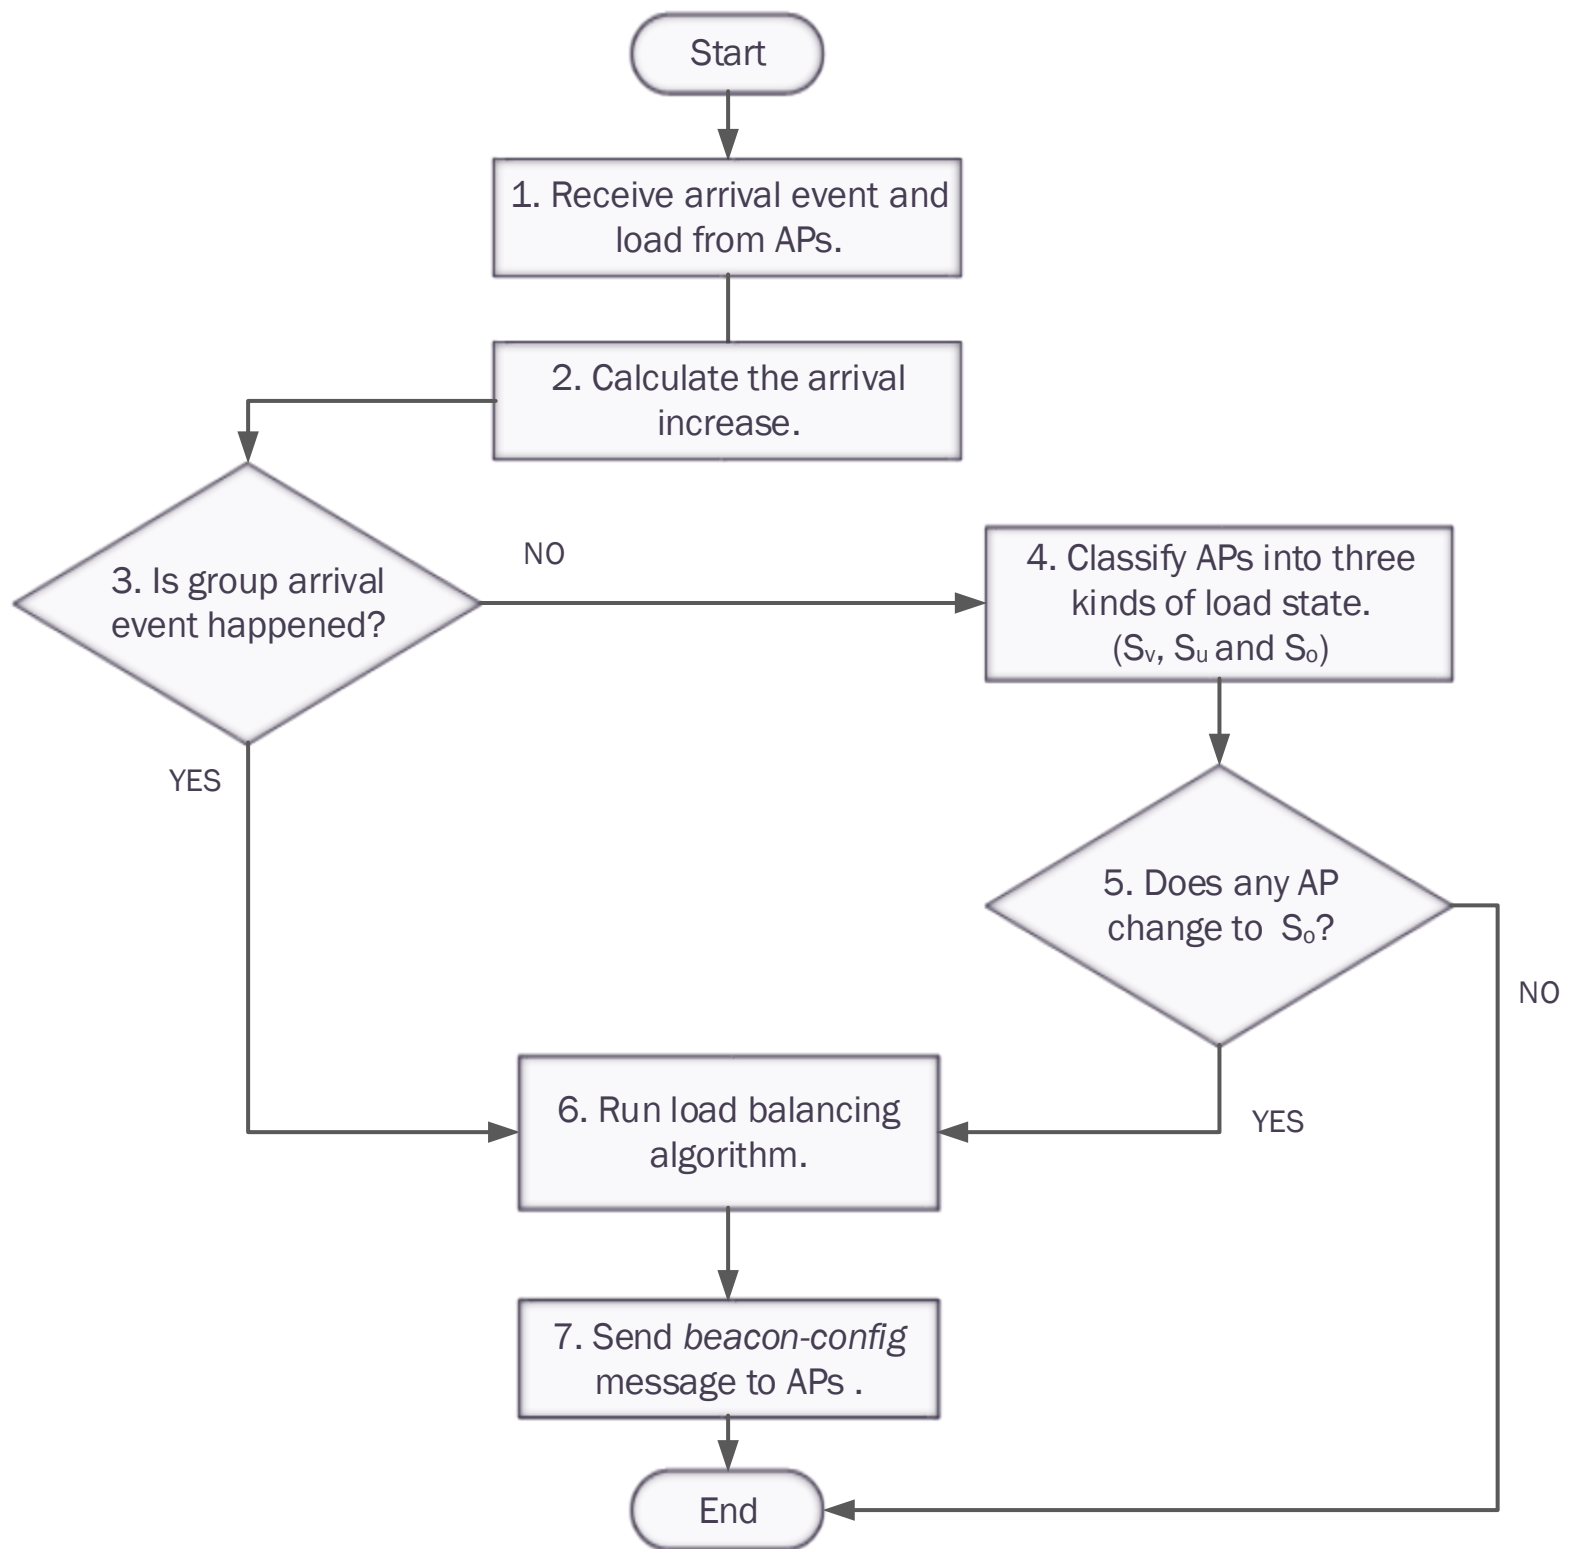 Start
1. Receive arrival event and
load from APs.
2. Calculate the arrival
increase.
3. Is group arrival
event happened?
NO
4. Classify APs into three
kinds of load state.
(Sv, Su and So)
YES
5. Does any AP
change to So?
NO
6. Run load balancing
algorithm.
YES
7. Send beacon-config
message to APs .
End